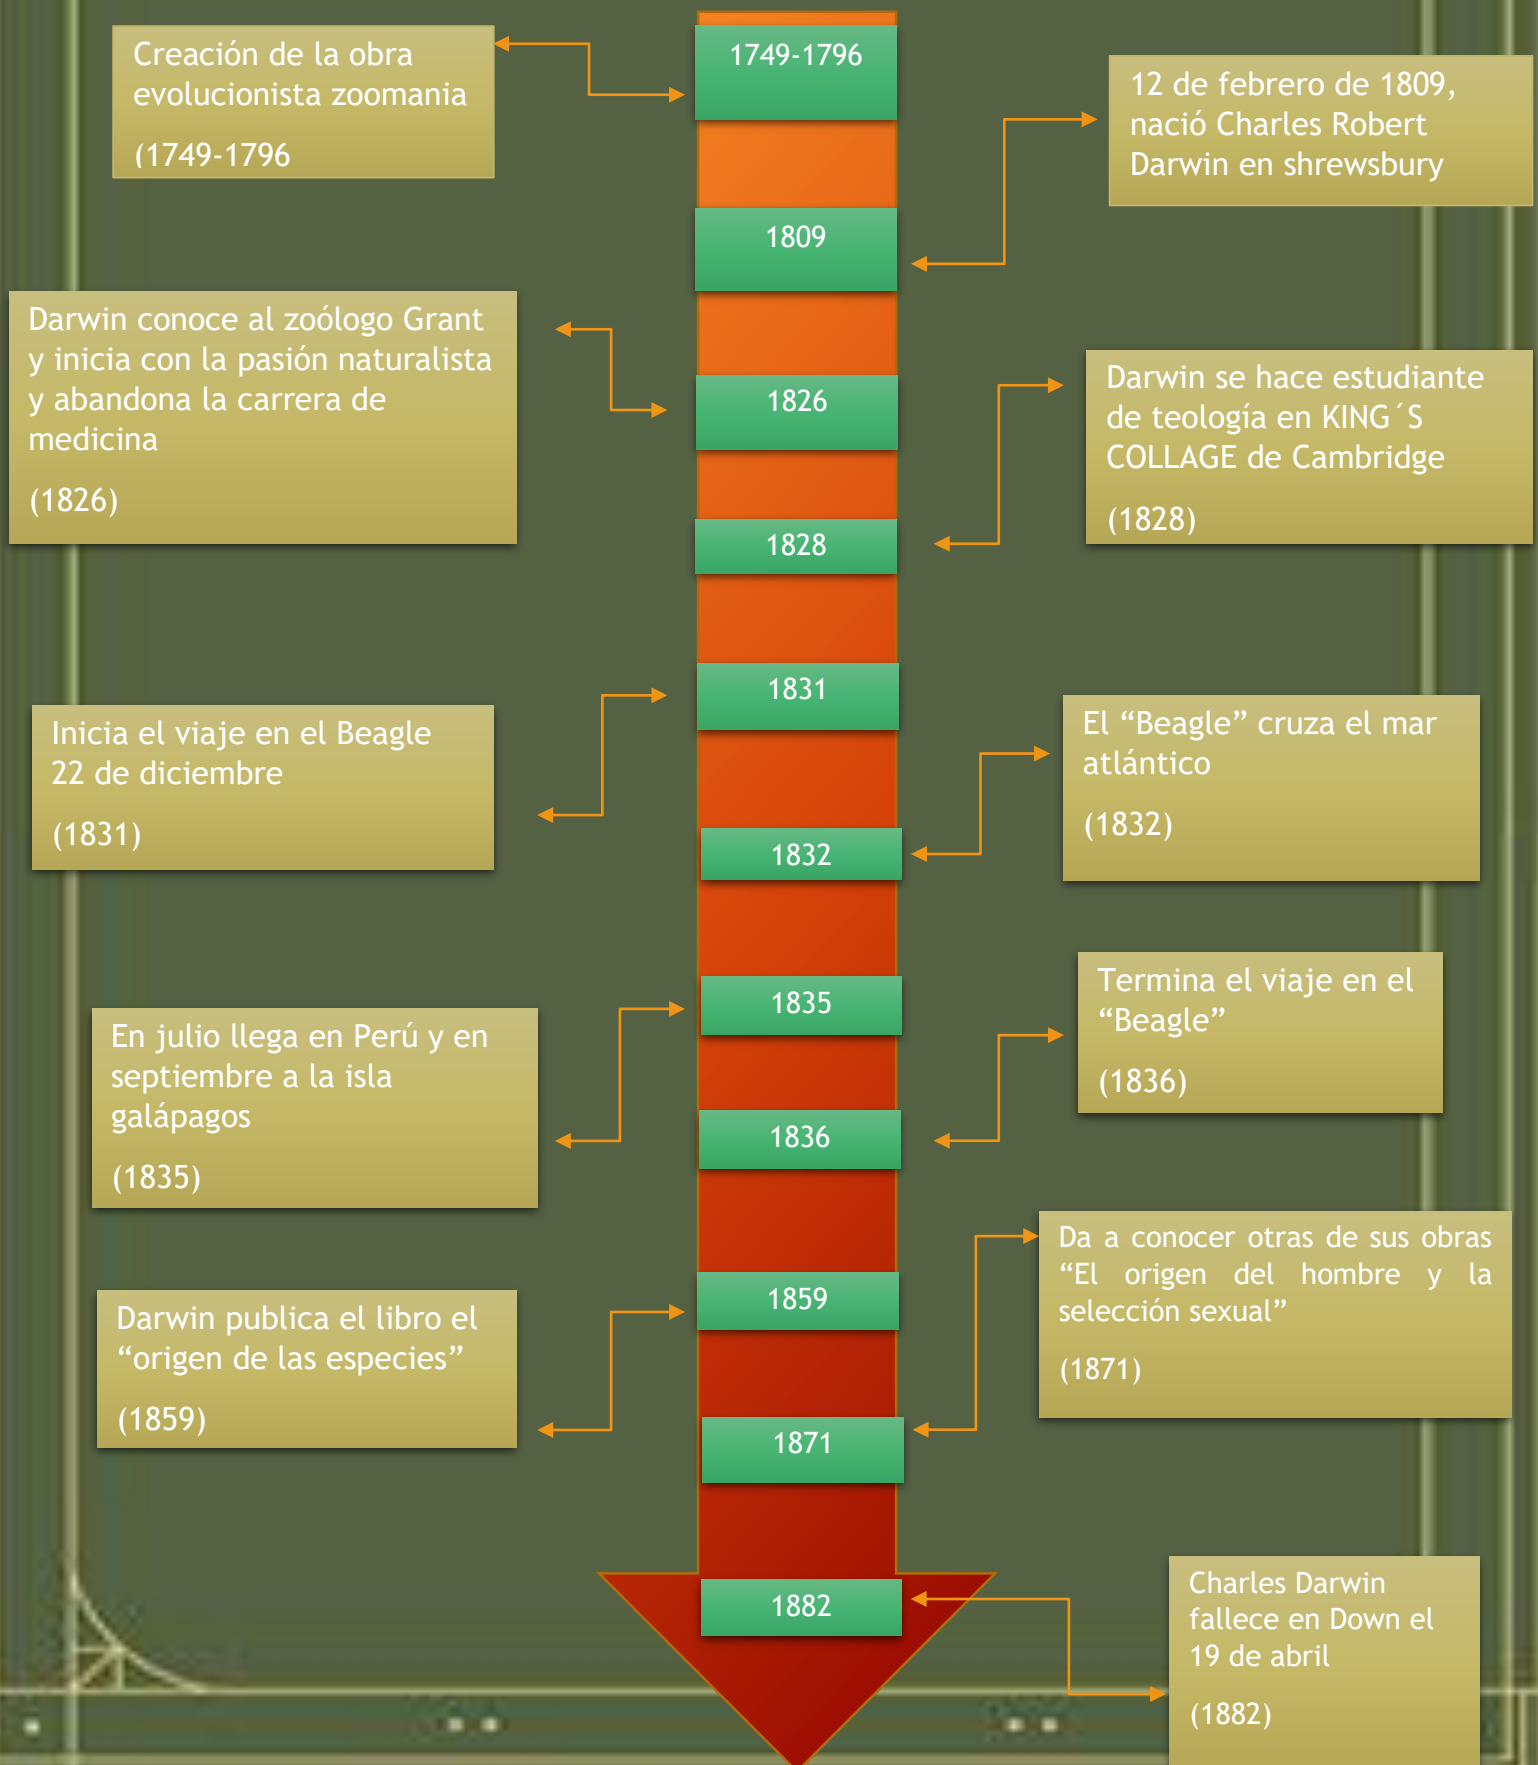 Creación de la obra
evolucionista zoomania
(1749-1796
1749-1796
12 de febrero de 1809,
nació Charles Robert
Darwin en shrewsbury
1809
Darwin conoce al zoólogo Grant
y inicia con la pasión naturalista
y abandona la carrera de
medicina
(1826)
1826
Darwin se hace estudiante
de teología en KING´S
COLLAGE de Cambridge
(1828)
1828
1831
Inicia el viaje en el Beagle
22 de diciembre
(1831)
El “Beagle” cruza el mar
atlántico
(1832)
1832
1835
En julio llega en Perú y en
septiembre a la isla
galápagos
(1835)
Termina el viaje en el
“Beagle”
(1836)
1836
1859
Darwin publica el libro el
“origen de las especies”
(1859)
Da a conocer otras de sus obras
“El origen del hombre y la
selección sexual”
(1871)
1871
1882
Charles Darwin
fallece en Down el
19 de abril
(1882)